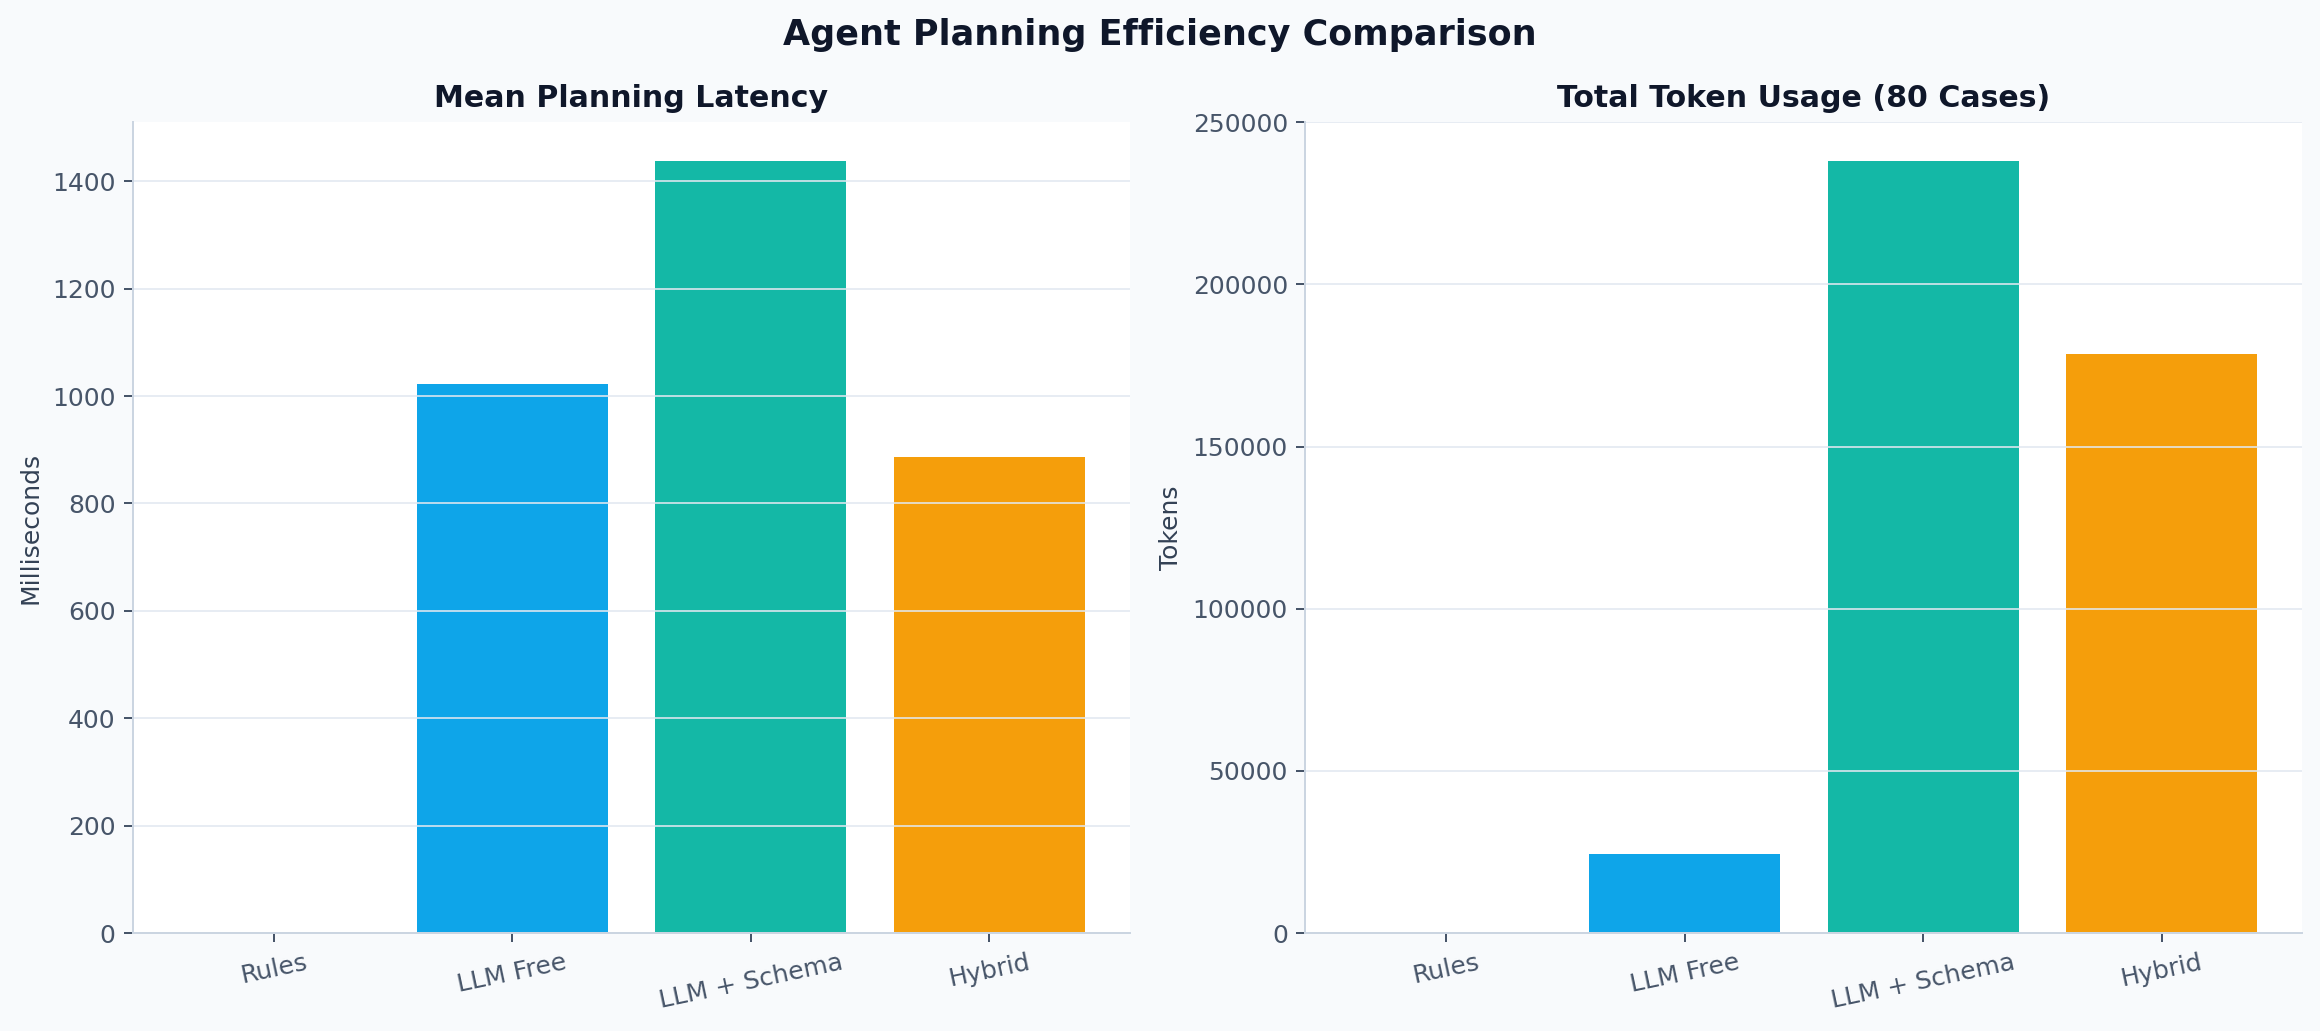 Agent Planning Efficiency Comparison
Mean Planning Latency
Milliseconds
1400
1200
1000
800
600
400
200
0
Rules
LLM Free
LLM + Schema
Hybrid
Total Token Usage (80 Cases)
Tokens
250000
200000
150000
100000
50000
0
Rules
LLM Free
LLM + Schema
Hybrid